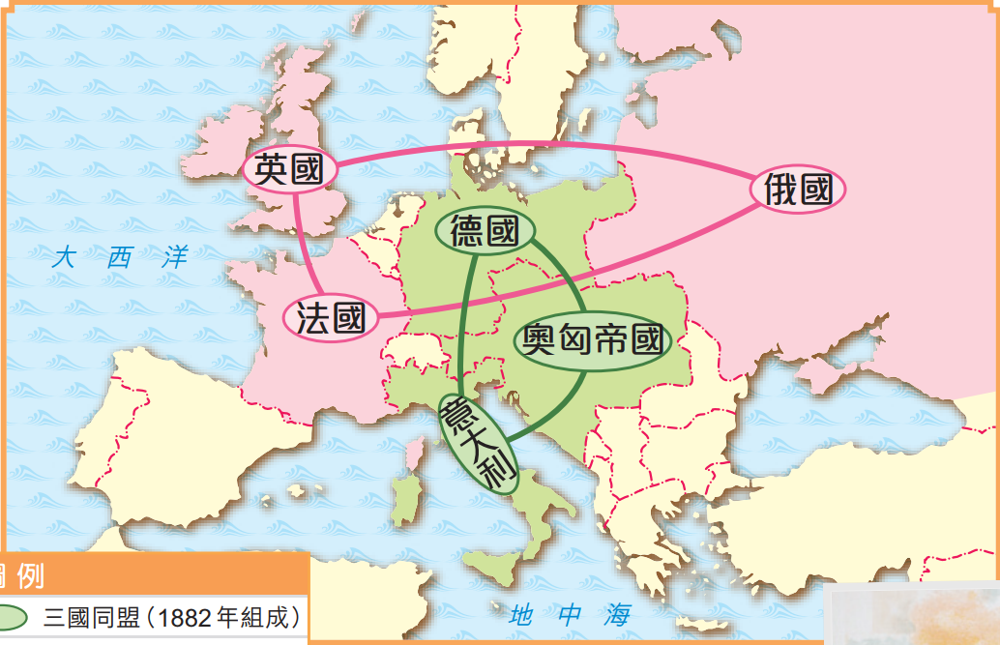 英國
俄國
德國
大西洋
法國
奧匈帝國
意大利
例
三國同盟（1882年組成）
地中海